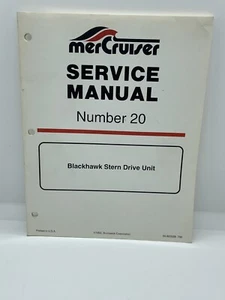 merCruiser
SERVICE
MANUAL
Number 20
Blackhawk Stern Drive Unit